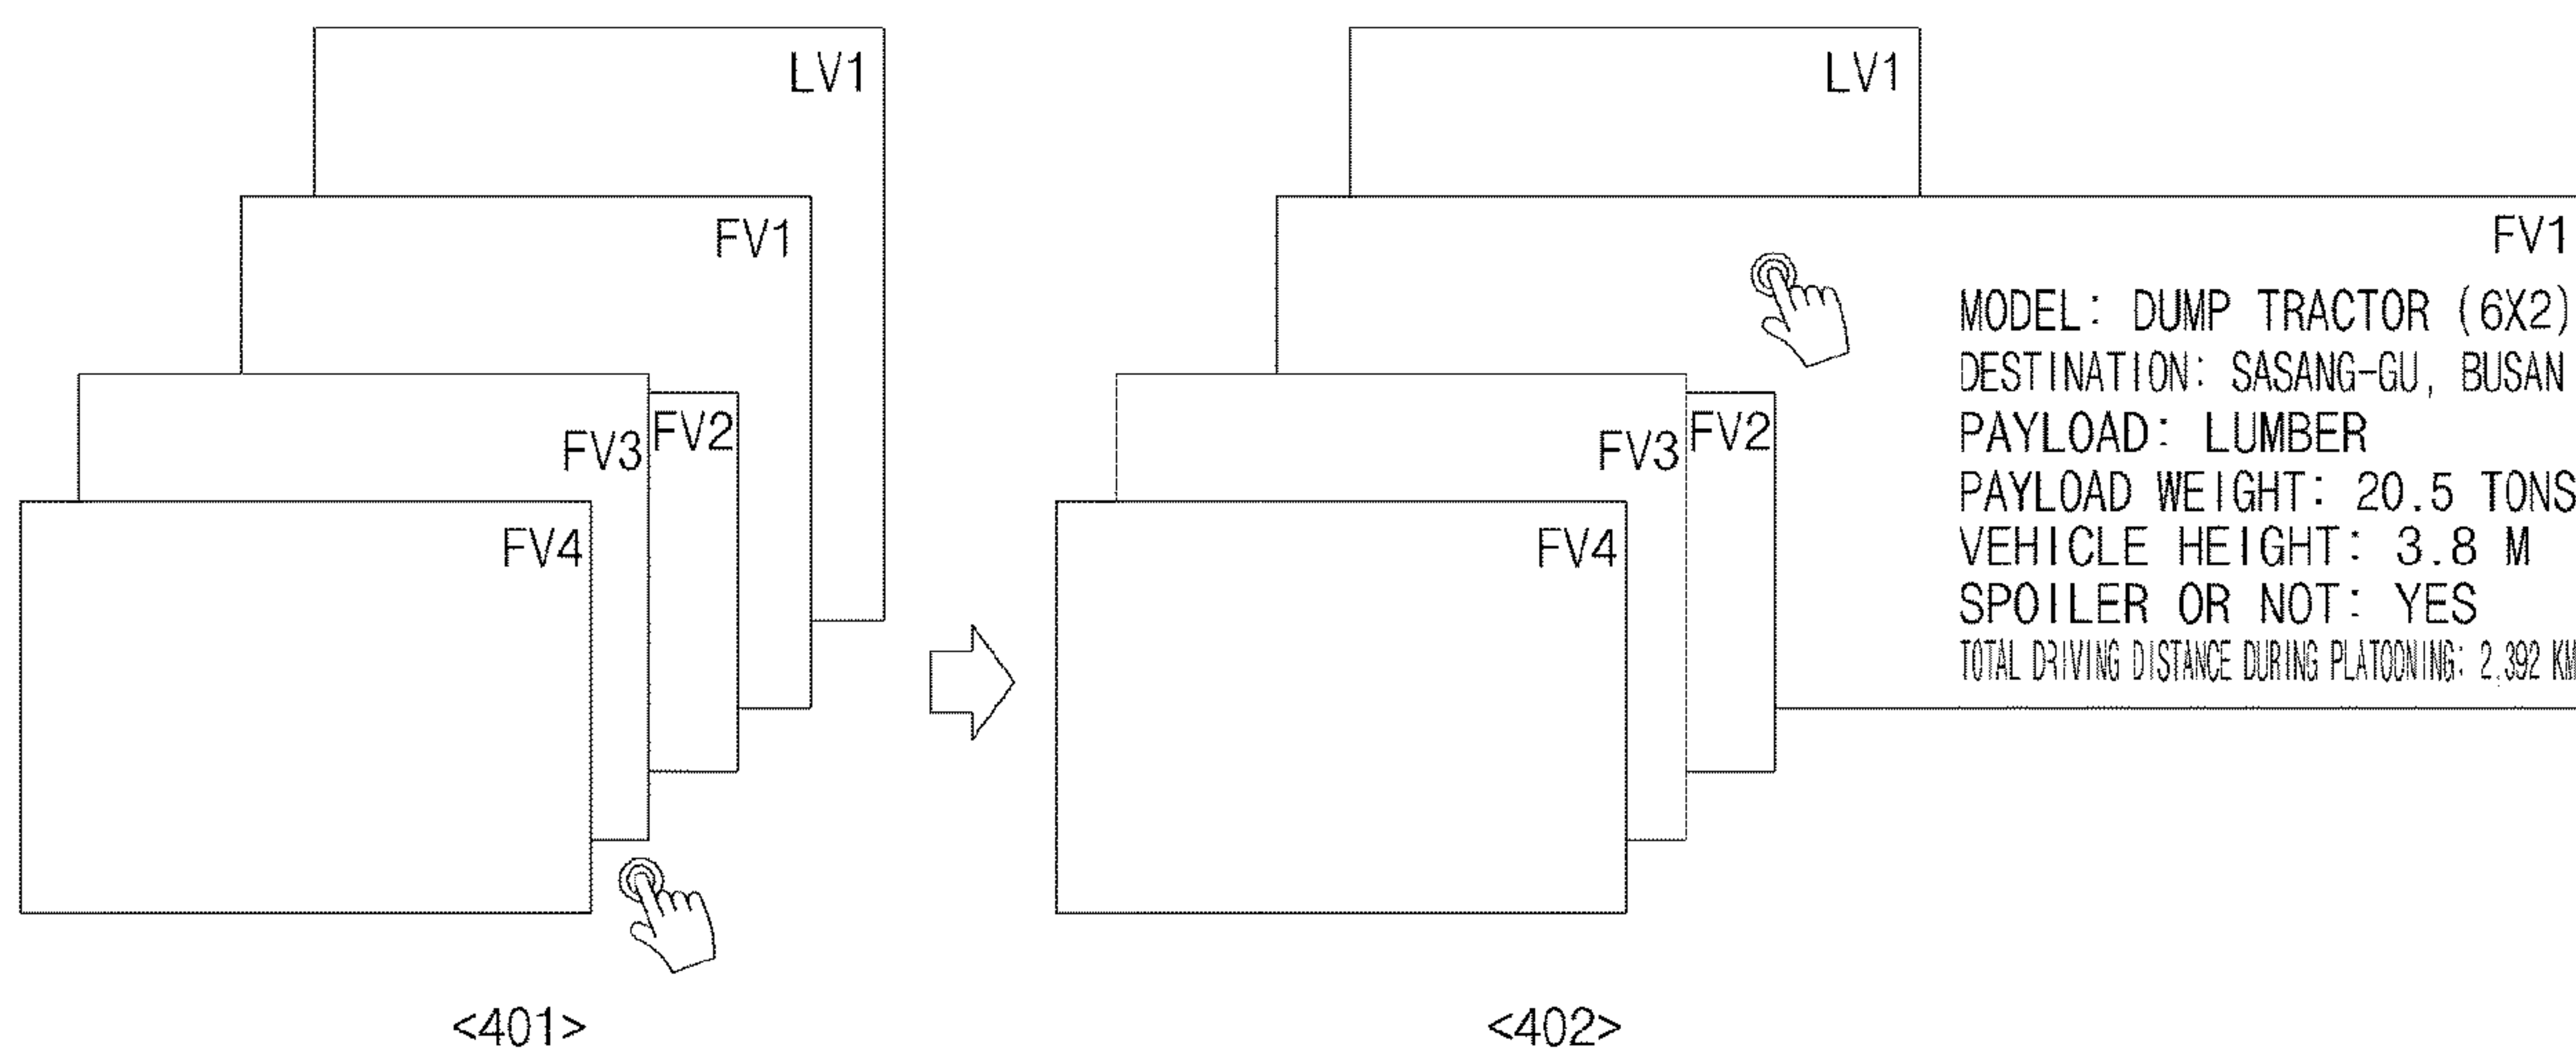 LV1
FV1
FV3
FV2
FV4
<401>
LV1
FV1
MODEL: DUMP TRACTOR (6X2)
DESTINATION: SASANG-GU, BUSAN
PAYLOAD: LUMBER
PAYLOAD WEIGHT: 20.5 TONS
VEHICLE HEIGHT: 3.8 M
SPOILER OR NOT: YES
TOTAL DRIVING DISTANCE DURING PLATOONING: 2,392 KM
FV3
FV2
FV4
<402>